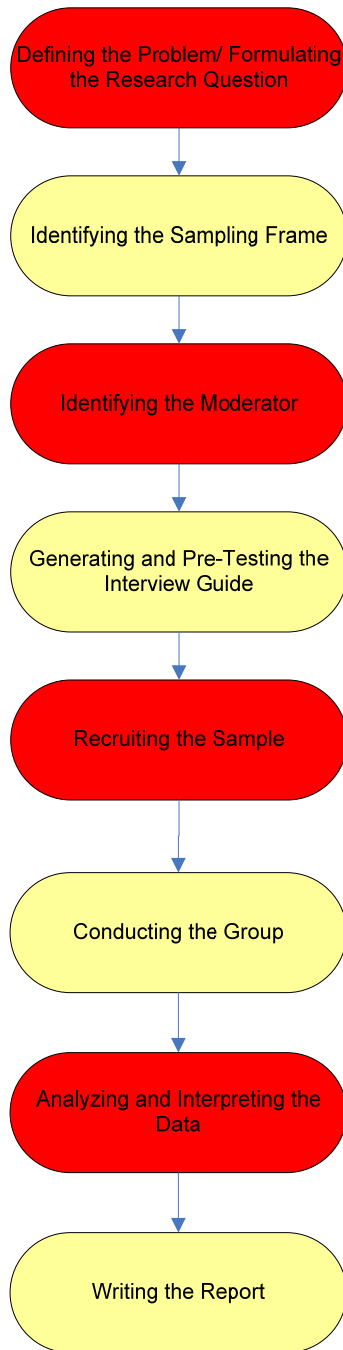 Defining the Problem/ Formulating
the Research Question
Identifying the Sampling Frame
Identifying the Moderator
Generating and Pre-Testing the
Interview Guide
Recruiting the Sample
Conducting the Group
Analyzing and Interpreting the
Data
Writing the Report